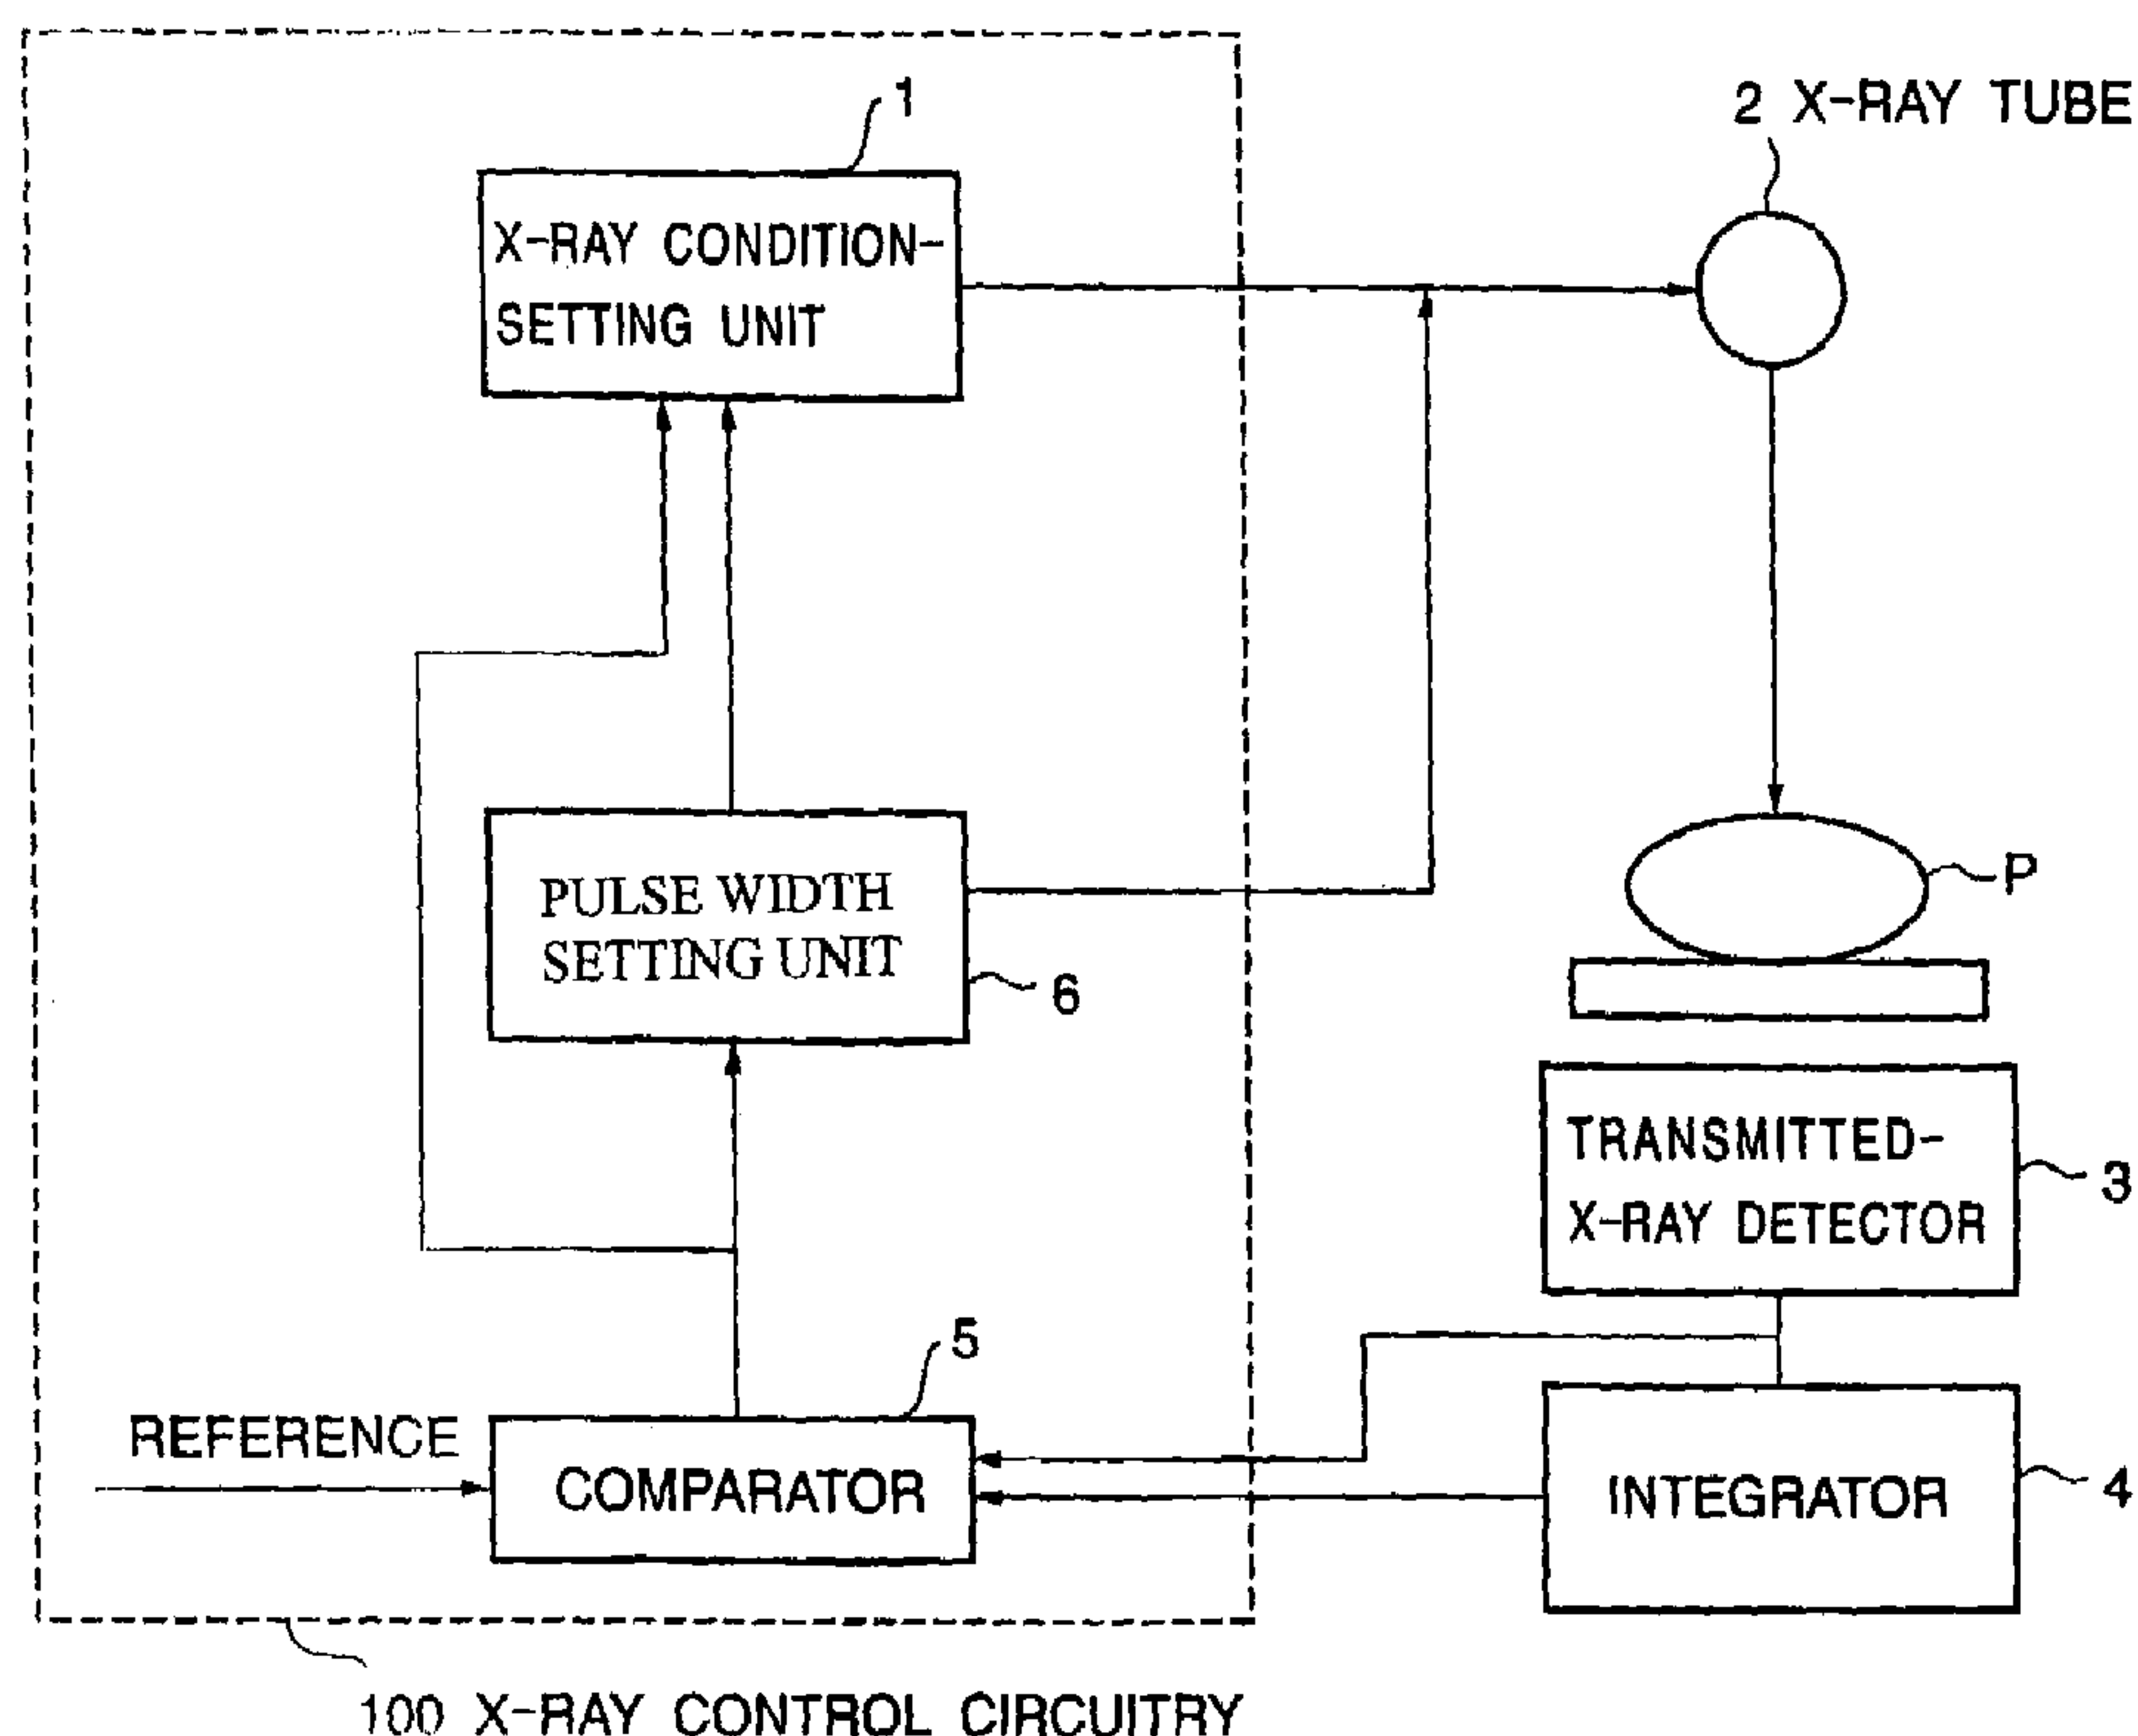 1
2 X-RAY TUBE
X-RAY CONDITION-
SETTING UNIT
PULSE WIDTH
SETTING UNIT
6
P
TRANSMITTED-
X-RAY DETECTOR
3
5
REFERENCE
COMPARATOR
INTEGRATOR
4
100 X-RAY CONTROL CIRCUITRY